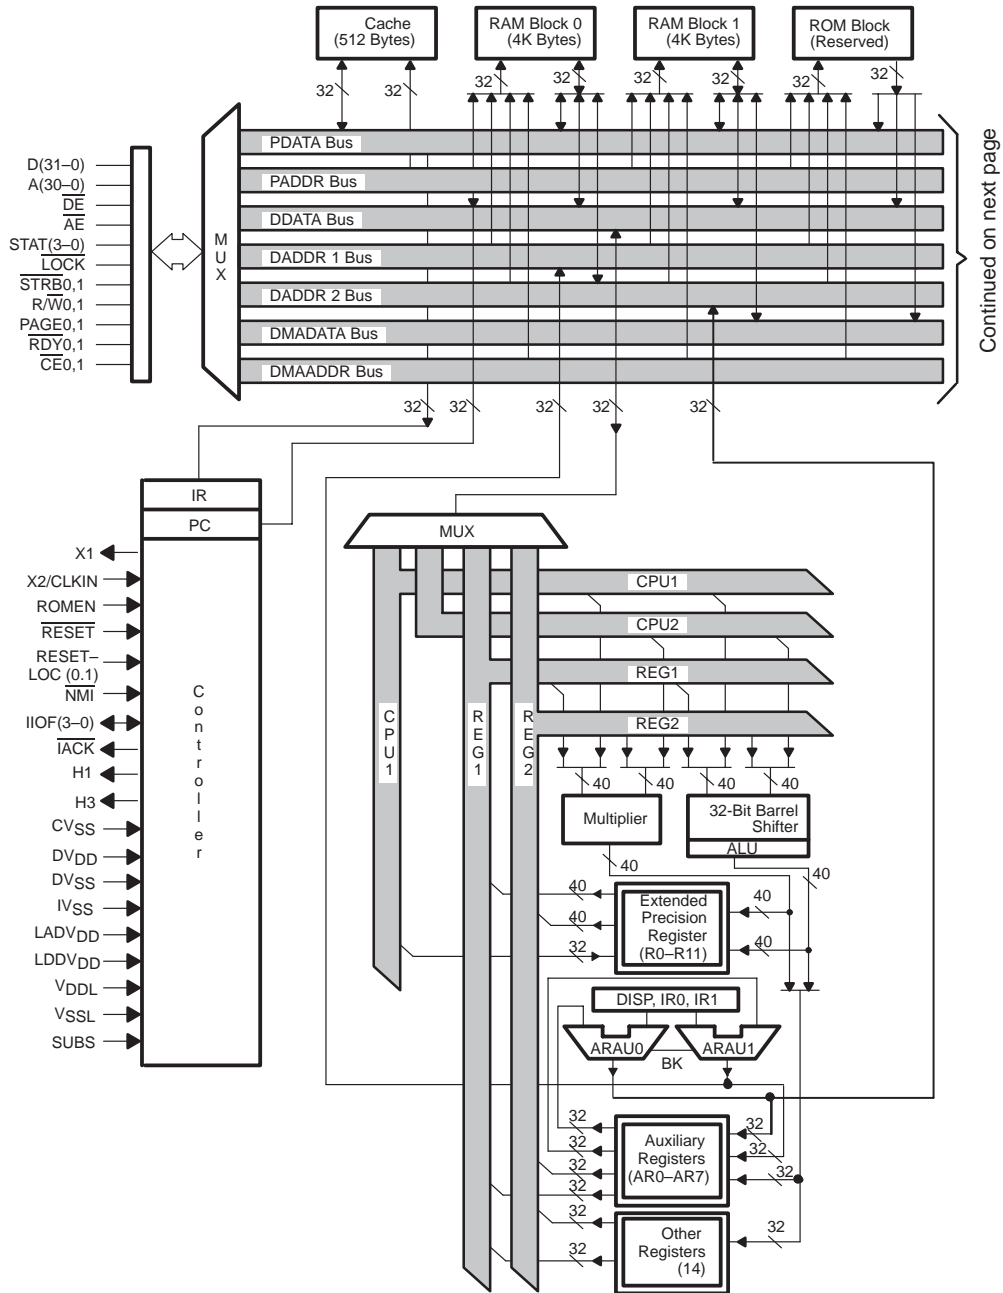 Cache
(512 Bytes)
RAM Block 0
(4K Bytes)
RAM Block 1
(4K Bytes)
ROM Block
(Reserved)
32
32
32
32
32
32
32
32
PDATA Bus
PADDR Bus
DDATA Bus
DADDR 1 Bus
DADDR 2 Bus
DMADATA Bus
DMAADDR Bus
Continued on next page
D(31–0)
A(30–0)
DE
AE
STAT(3–0)
LOCK
STRB0,1
R/W0,1
PAGE0,1
RDY0,1
CE0,1
MUX
32
32
32
32
32
IR
PC
MUX
X1
X2/CLKIN
ROMEN
RESET
RESET–
LOC (0.1)
NMI
IIOF(3–0)
IACK
H1
H3
CVSS
DVDD
DVSS
IVSS
LADVDD
LDDVDD
VDDL
VSSL
SUBS
Controller
CPU1
CPU2
REG1
REG2
CPU1
REG1
REG2
40
40
40
40
Multiplier
32-Bit Barrel
Shifter
ALU
40
40
40
40
32
Extended
Precision
Register
(R0–R11)
40
40
DISP, IR0, IR1
ARAU0
ARAU1
BK
32
32
32
32
Auxiliary
Registers
(AR0–AR7)
32
32
32
32
32
Other
Registers
(14)
32